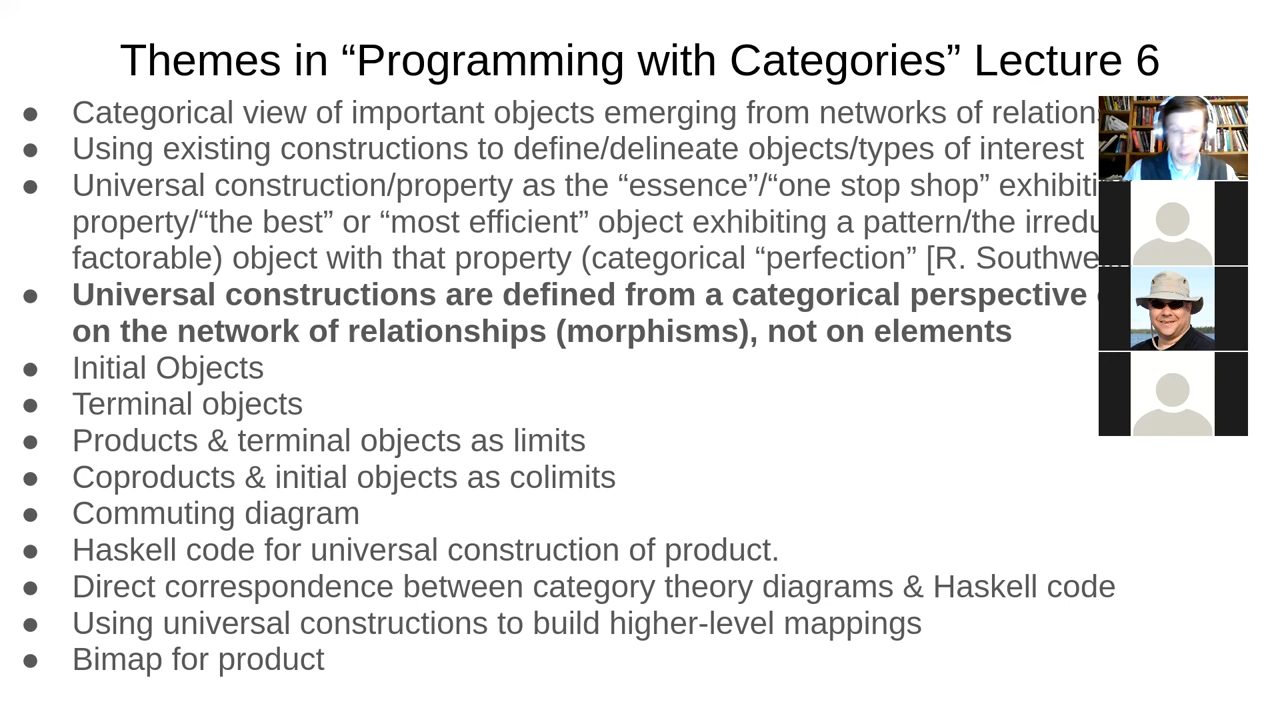 Themes in “Programming with Categories” Lecture 6
● Categorical view of important objects emerging from networks of
● Using existing constructions to define/delineate objects/types of interest
● Universal construction/property as the “essence”/“one stop shop”
property/“the best” or “most efficient” object exhibiting a pattern/the
factorable) object with that property (categorical “perfection” [R.
● Universal constructions are defined from a categorical perspective
on the network of relationships (morphisms), not on elements
● Initial Objects
● Terminal objects
● Products & terminal objects as limits
● Coproducts & initial objects as colimits
● Commuting diagram
● Haskell code for universal construction of product.
● Direct correspondence between category theory diagrams & Haskell code
● Using universal constructions to build higher-level mappings
● Bimap for product